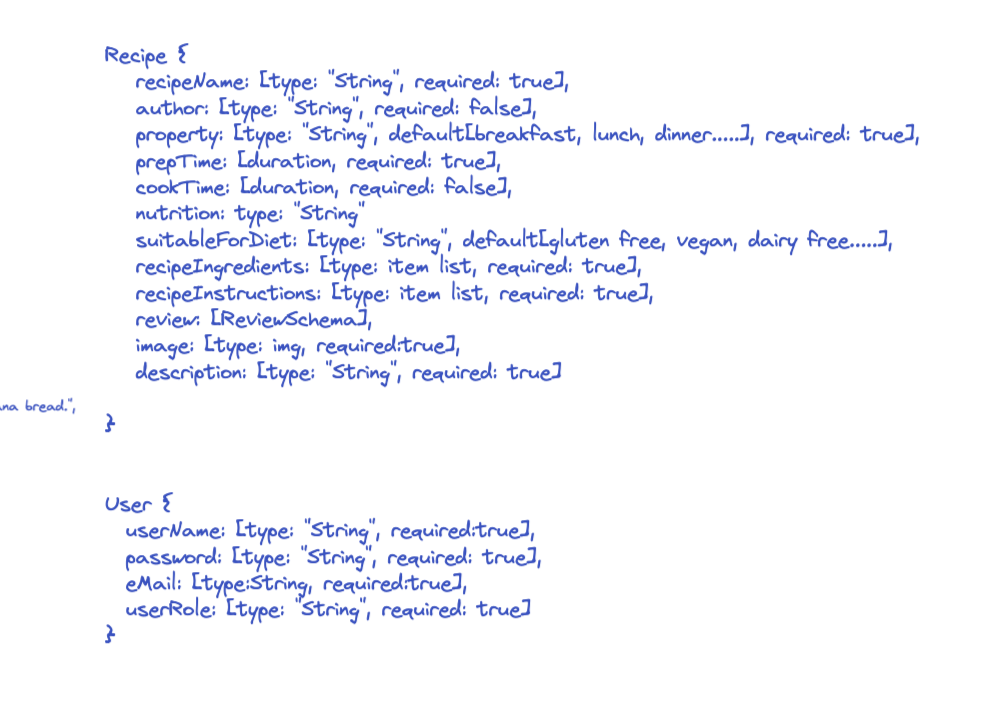 Recipe {
recipeName: [type: "String", required: true],
author: [type: "String", required: false],
property: [type: "String", default[breakfast, lunch, dinner.....], required: true],
prepTime: [duration, required: true],
cookTime: [duration, required: false],
nutrition: type: "String"
suitableForDiet: [type: "String", default[gluten free, vegan, dairy free.....],
recipeIngredients: [type: item list, required: true],
recipeInstructions: [type: item list, required: true],
review: [ReviewSchema],
image: [type: img, required:true],
description: [type: "String", required: true]
bread.",
}
User {
userName: [type: "String", required:true],
password: [type: "String", required: true],
eMail: [type:String, required:true],
userRole: [type: "String", required: true]
}